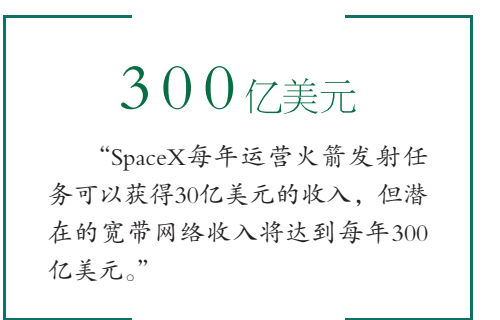 300亿美元
“SpaceX每年运营火箭发射任
务可以获得30亿美元的收入，但潜
在的宽带网络收入将达到每年300
亿美元。”